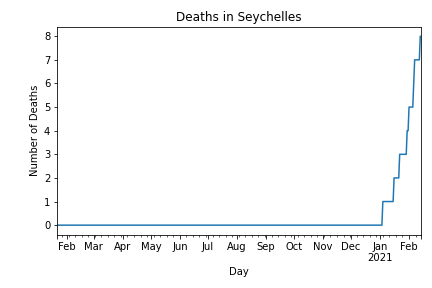 Deaths in Seychelles
Number of Deaths
8
7
6
5
4
3
2
1
0
Feb Mar Apr May Jun Jul Aug Sep Oct Nov Dec Jan Feb
2021
Day